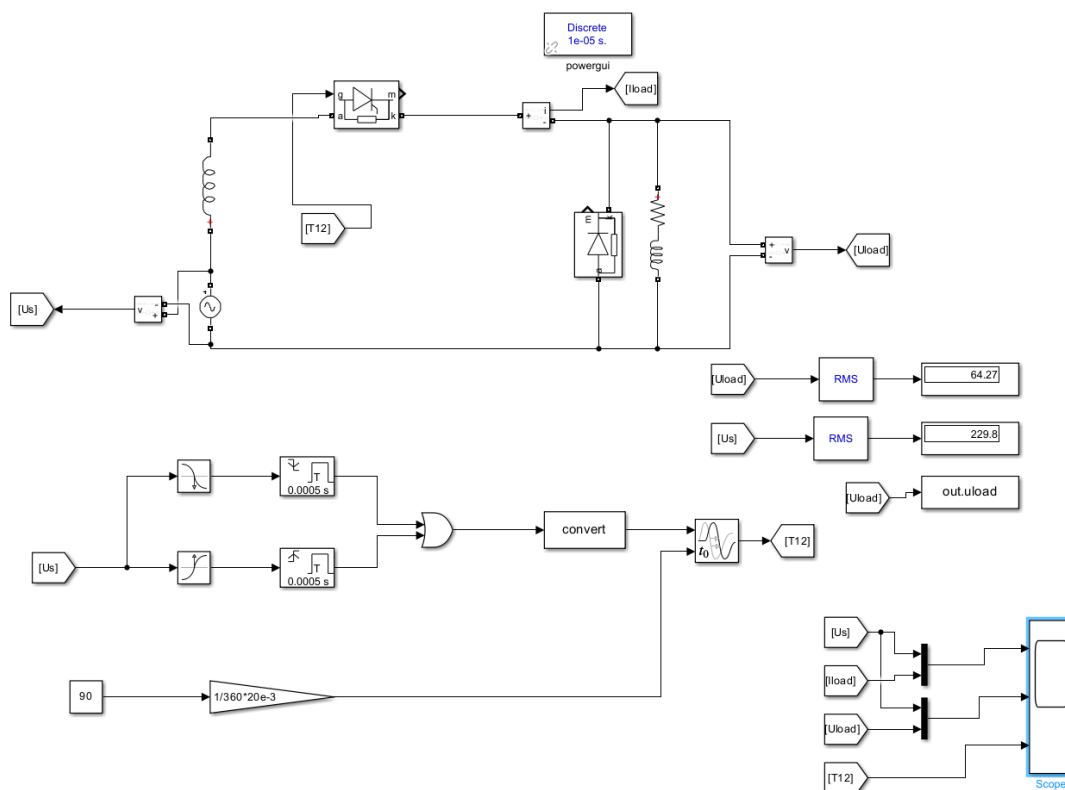 Discrete
1e-05 s.
powergui
[Iload]
g
m
a
k
+
i
-
[T12]
m
k
a
+
-
v
[Uload]
[Us]
v
-
+
[Uload]
RMS
64.27
[Us]
RMS
229.8
[Uload]
out.uload
T
0.0005 s
[Us]
T
0.0005 s
convert
t0
[T12]
90
1/360*20e-3
[Us]
[Iload]
[Uload]
[T12]
Scope